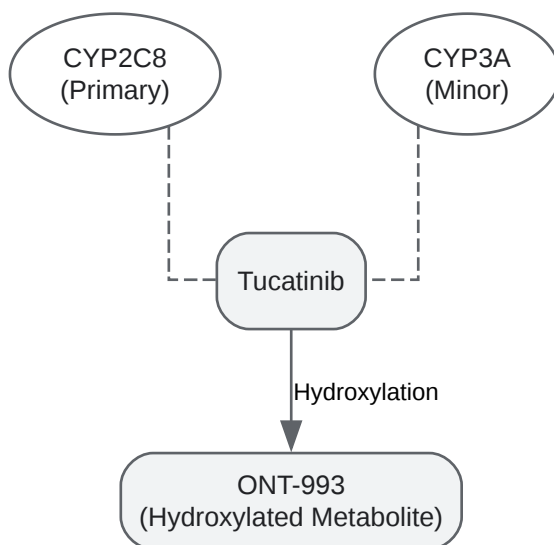 CYP2C8
(Primary)
CYP3A
(Minor)
Tucatinib
Hydroxylation
ONT-993
(Hydroxylated Metabolite)